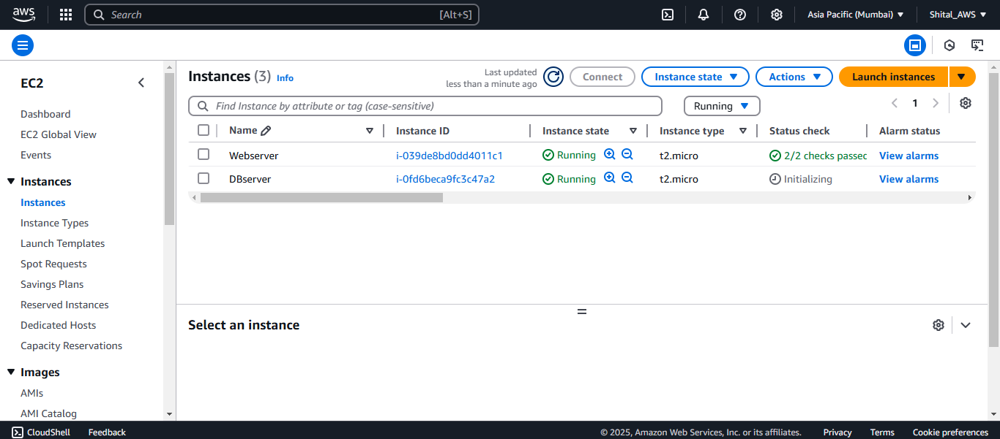 aws
Search [Alt+S]
Asia Pacific (Mumbai)
Shital_AWS
EC2
Dashboard
EC2 Global View
Events
Instances
Instances
Instance Types
Launch Templates
Spot Requests
Savings Plans
Reserved Instances
Dedicated Hosts
Capacity Reservations
Images
AMIs
AMI Catalog
Instances (3) Info
Last updated
less than a minute ago
Connect
Instance state
Actions
Launch instances
Find Instance by attribute or tag (case-sensitive)
Running
1
Name Instance ID Instance state Instance type Status check Alarm status
Webserver i-039de8bd0dd4011c1 Running t2.micro 2/2 checks passec View alarms
DBserver i-0fd6beca9fc3c47a2 Running t2.micro Initializing View alarms
Select an instance
CloudShell Feedback © 2025, Amazon Web Services, Inc. or its affiliates. Privacy Terms Cookie preferences